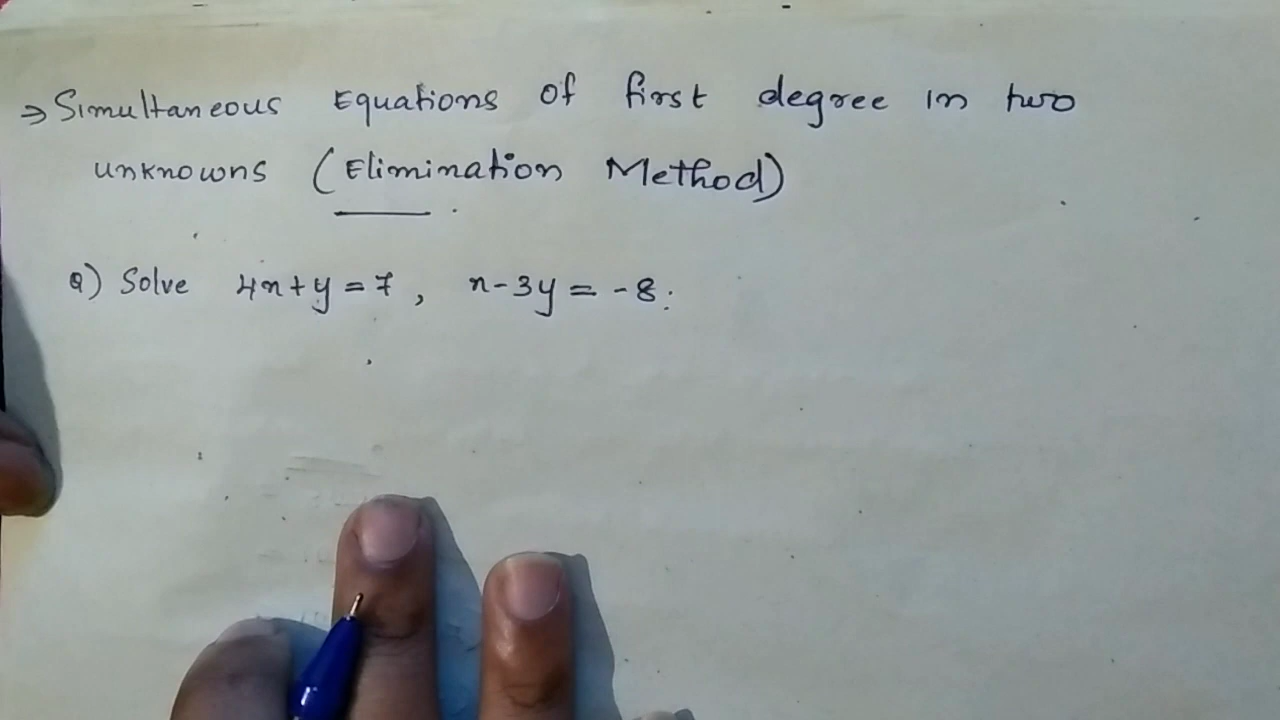 ⇒ Simultaneous Equations of first degree in two
unknowns (Elimination Method)
Q) Solve 4x+y=7, x-3y=-8.